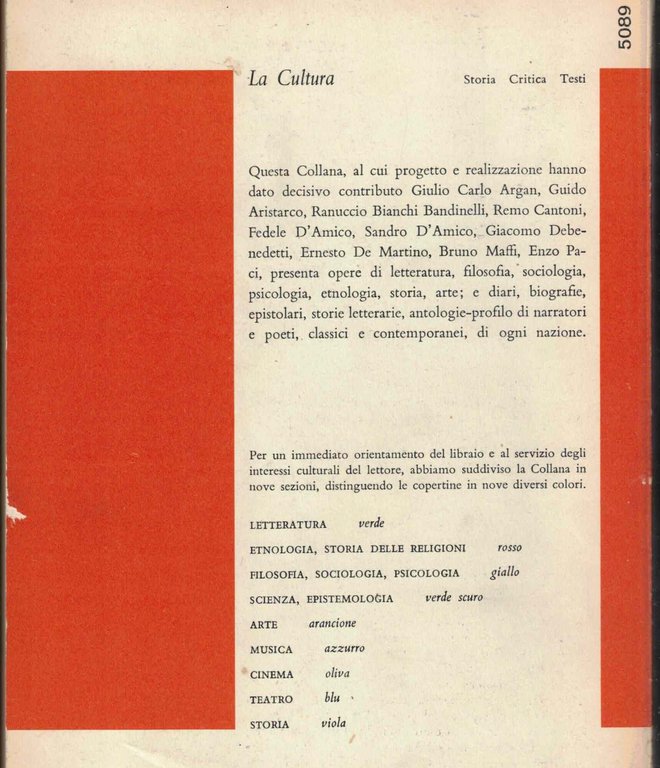 5089
La Cultura Storia Critica Testi
Questa Collana, al cui progetto e realizzazione hanno
dato decisivo contributo Giulio Carlo Argan, Guido
Aristarco, Ranuccio Bianchi Bandinelli, Remo Cantoni,
Fedele D'Amico, Sandro D'Amico, Giacomo Debe-
nedetti, Ernesto De Martino, Bruno Maffi, Enzo Pa-
ci, presenta opere di letteratura, filosofia, sociologia,
psicologia, etnologia, storia, arte; e diari, biografie,
epistolari, storie letterarie, antologie-profilo di narratori
e poeti, classici e contemporanei, di ogni nazione.
Per un immediato orientamento del libraio e al servizio degli
interessi culturali del lettore, abbiamo suddiviso la Collana in
nove sezioni, distinguendo le copertine in nove diversi colori.
LETTERATURA verde
ETNOLOGIA, STORIA DELLE RELIGIONI rosso
FILOSOFIA, SOCIOLOGIA, PSICOLOGIA giallo
SCIENZA, EPISTEMOLOGIA verde scuro
ARTE arancione
MUSICA azzurro
CINEMA oliva
TEATRO blu
STORIA viola